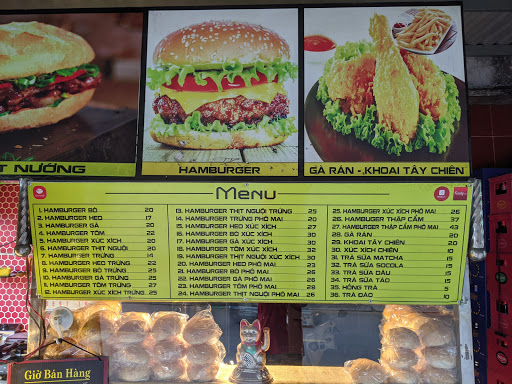 T NƯỚNG
HAMBURGER
GÀ RÁN - KHOAI TÂY CHIÊN
Menu
1. HAMBURGER BÒ 20
2. HAMBURGER HEO 17
3. HAMBURGER GÀ 20
4. HAMBURGER TÔM 20
5. HAMBURGER XÚC XÍCH 20
6. HAMBURGER THỊT NGUỘI 20
7. HAMBURGER TRỨNG 14
8. HAMBURGER HEO TRỨNG 22
9. HAMBURGER BÒ TRỨNG 25
10. HAMBURGER GÀ TRỨNG 25
11. HAMBURGER TÔM TRỨNG 27
12. HAMBURGER XÚC XÍCH TRỨNG 25
13. HAMBURGER THỊT NGUỘI TRỨNG 25
14. HAMBURGER TRỨNG PHÔ MAI 20
15. HAMBURGER HEO XÚC XÍCH 27
16. HAMBURGER BÒ XÚC XÍCH 30
17. HAMBURGER GÀ XÚC XÍCH 30
18. HAMBURGER TÔM XÚC XÍCH 30
19. HAMBURGER THỊT NGUỘI XÚC XÍCH 30
20. HAMBURGER HEO PHÔ MAI 23
21. HAMBURGER BÒ PHÔ MAI 26
22. HAMBURGER GÀ PHÔ MAI 26
23. HAMBURGER TÔM PHÔ MAI 26
24. HAMBURGER THỊT NGUỘI PHÔ MAI 26
25. HAMBURGER XÚC XÍCH PHÔ MAI 26
26. HAMBURGER THẬP CẨM 37
27. HAMBURGER THẬP CẨM PHÔ MAI 43
28. GÀ RÁN 20
29. KHOAI TÂY CHIÊN 20
30. XÚC XÍCH CHIÊN 10
31. TRÀ SỮA MATCHA 15
32. TRÀ SỮA SOCOLA 15
33. TRÀ SỮA DÂU 15
34. TRÀ SỮA TÁO 15
35. HỒNG TRÀ 5
36. TRÀ ĐÀO 10
Giờ Bán Hàng